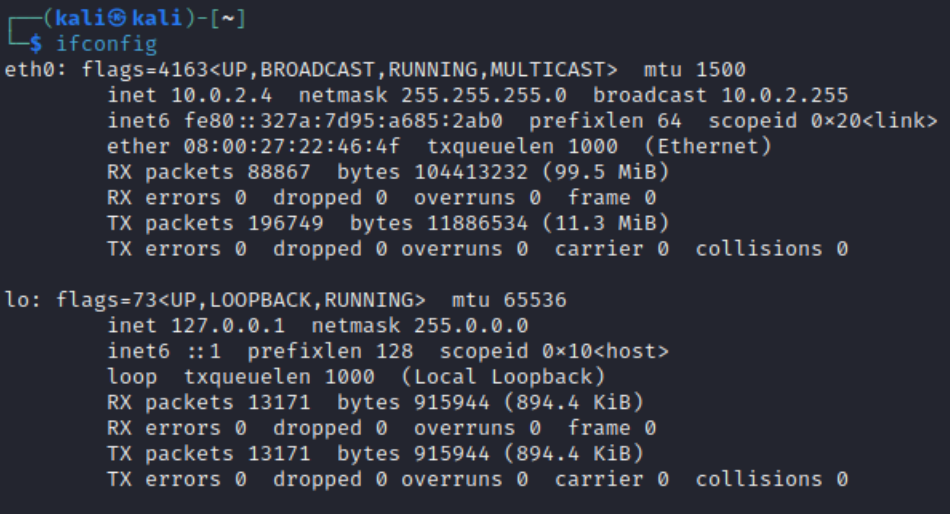 ┌──(kali㉿kali)-[~]
└─$ ifconfig
eth0: flags=4163<UP,BROADCAST,RUNNING,MULTICAST>  mtu 1500
        inet 10.0.2.4  netmask 255.255.255.0  broadcast 10.0.2.255
        inet6 fe80::327a:7d95:a685:2ab0  prefixlen 64  scopeid 0×20<link>
        ether 08:00:27:22:46:4f  txqueuelen 1000  (Ethernet)
        RX packets 88867  bytes 104413232 (99.5 MiB)
        RX errors 0  dropped 0  overruns 0  frame 0
        TX packets 196749  bytes 11886534 (11.3 MiB)
        TX errors 0  dropped 0 overruns 0  carrier 0  collisions 0

lo: flags=73<UP,LOOPBACK,RUNNING>  mtu 65536
        inet 127.0.0.1  netmask 255.0.0.0
        inet6 ::1  prefixlen 128  scopeid 0×10<host>
        loop  txqueuelen 1000  (Local Loopback)
        RX packets 13171  bytes 915944 (894.4 KiB)
        RX errors 0  dropped 0  overruns 0  frame 0
        TX packets 13171  bytes 915944 (894.4 KiB)
        TX errors 0  dropped 0 overruns 0  carrier 0  collisions 0